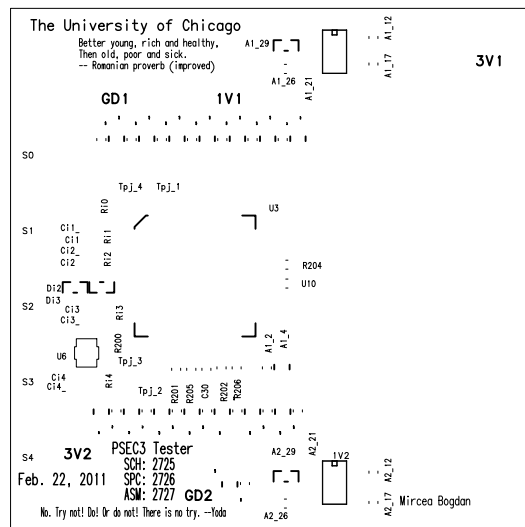 The University of Chicago
Better young, rich and healthy,
Then old, poor and sick.
-- Romanian proverb (improved)
A1_29
A1_12
A1_17
3V1
A1_26
A1_21
GD1
1V1
S0
Tpj_4
Tpj_1
Ri0
U3
S1
Ci1_
Ci1
Ri1
Ci2_
Ci2
Ri2
R204
U10
Di2
Di3
S2
Ci3
Ci3_
Ri3
R200
A1_2
A1_4
U6
Tpj_3
S3
Ci4
Ci4_
Ri4
Tpj_2
R201
R205
C30
R202
R206
S4
3V2
PSEC3 Tester
A2_29
A2_21
1V2
A2_12
Feb. 22, 2011
SCH: 2725
SPC: 2726
ASM: 2727
GD2
A2_26
A2_17
Mircea Bogdan
No. Try not! Do! Or do not! There is no try. --Yoda